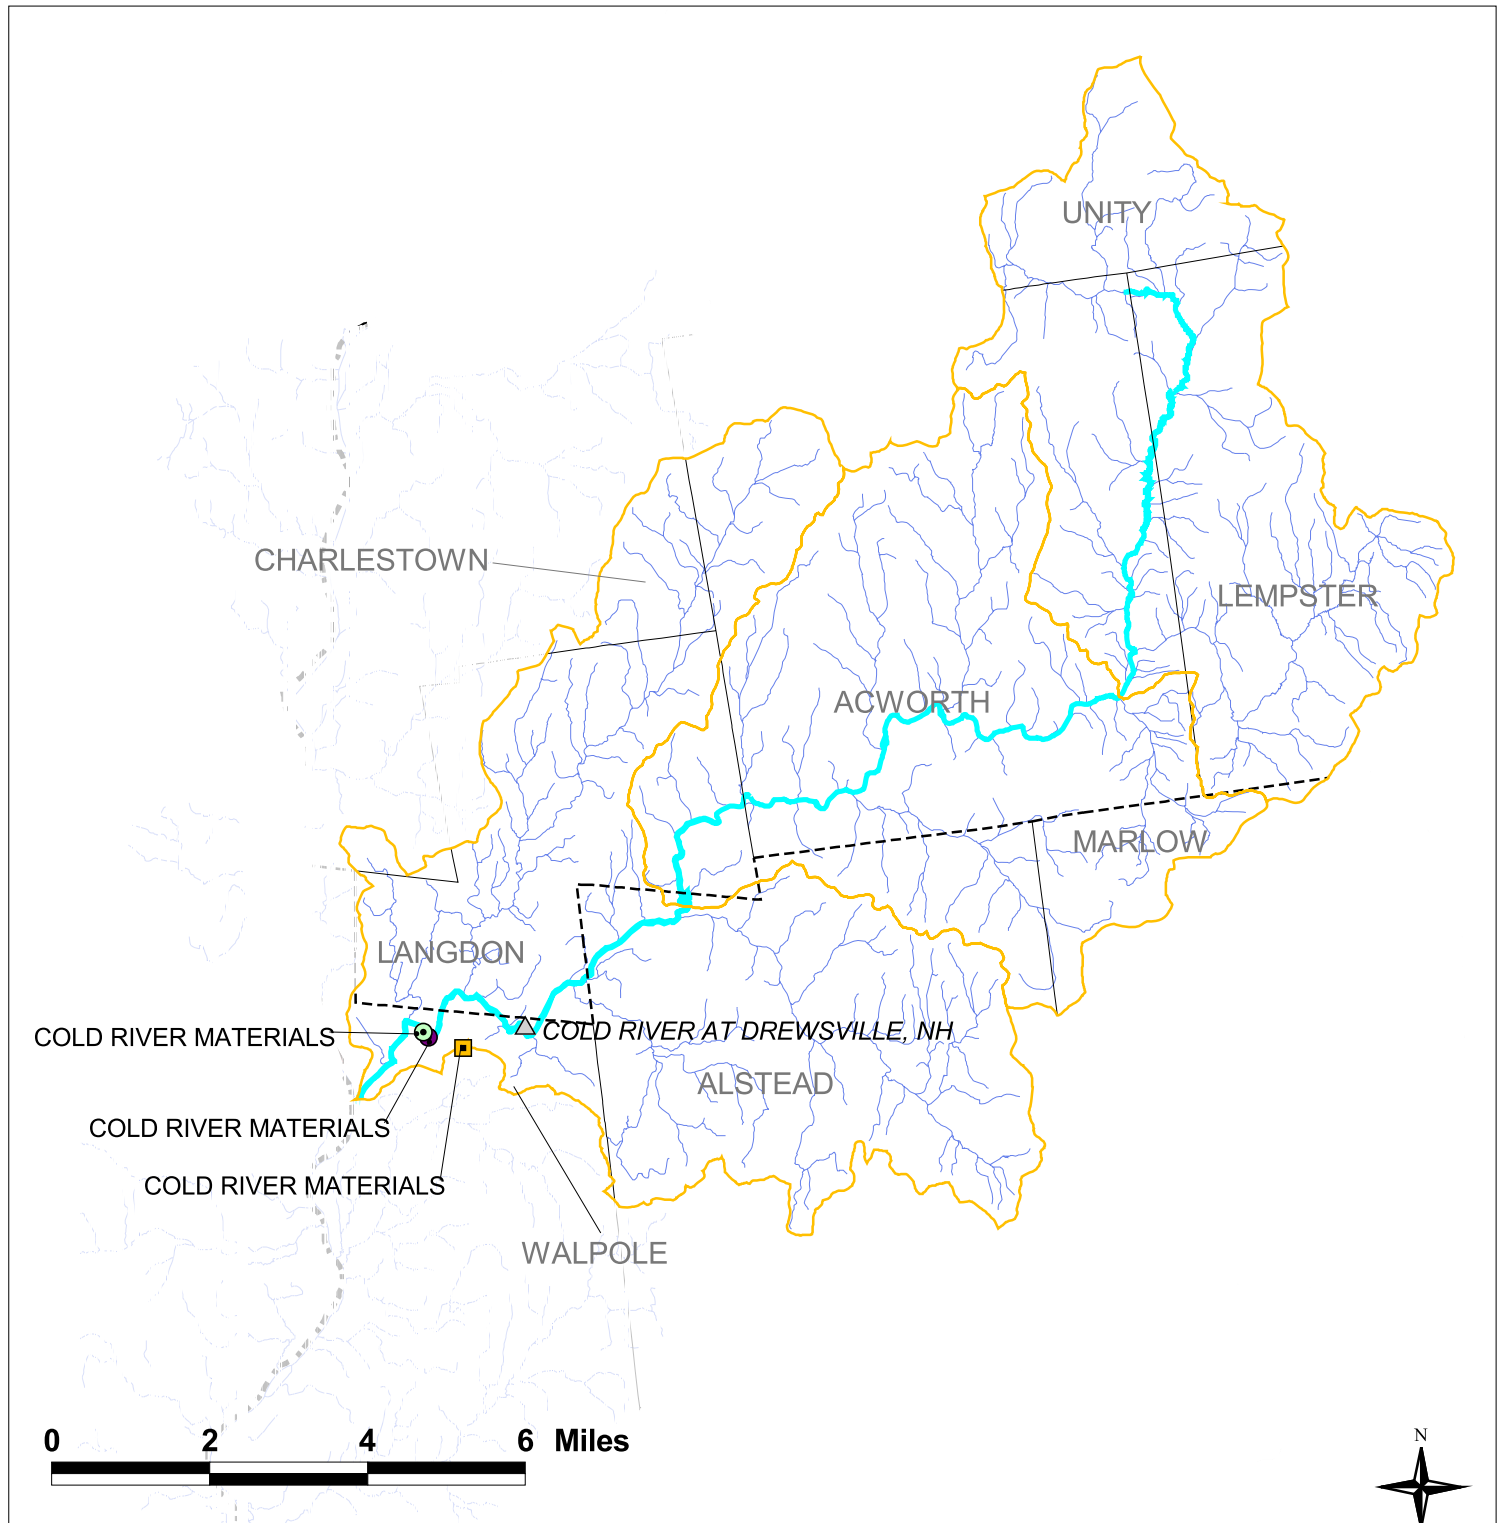 UNITY
CHARLESTOWN
LEMPSTER
ACWORTH
MARLOW
LANGDON
COLD RIVER MATERIALS
COLD RIVER AT DREWSVILLE, NH
ALSTEAD
COLD RIVER MATERIALS
COLD RIVER MATERIALS
WALPOLE
0 2 4 6 Miles
N